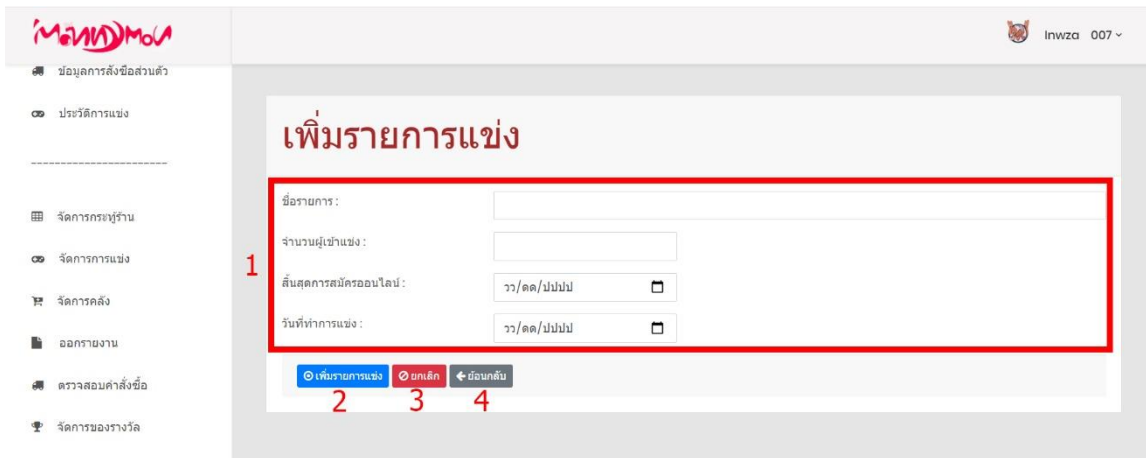 Inwza 007
ข้อมูลการสั่งซื้อส่วนตัว
ประวัติการแข่ง
-----------------------
จัดการกระทู้ร้าน
จัดการการแข่ง
จัดการคลัง
ออกรายงาน
ตรวจสอบคำสั่งซื้อ
จัดการของรางวัล
เพิ่มรายการแข่ง
1
ชื่อรายการ :
จำนวนผู้เข้าแข่ง :
สิ้นสุดการสมัครออนไลน์ :
วว/ดด/ปปปป
วันที่ทำการแข่ง :
วว/ดด/ปปปป
เพิ่มรายการแข่ง ยกเลิก ย้อนกลับ
2 3 4